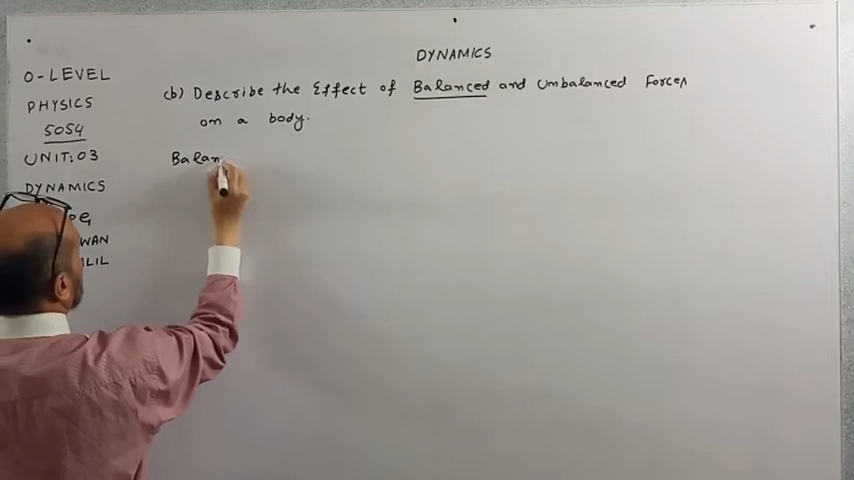 DYNAMICS
O-LEVEL
PHYSICS
5054
UNIT:03
DYNAMICS
(b) Describe the Effect of Balanced and Unbalanced Forces
on a body.
Balan